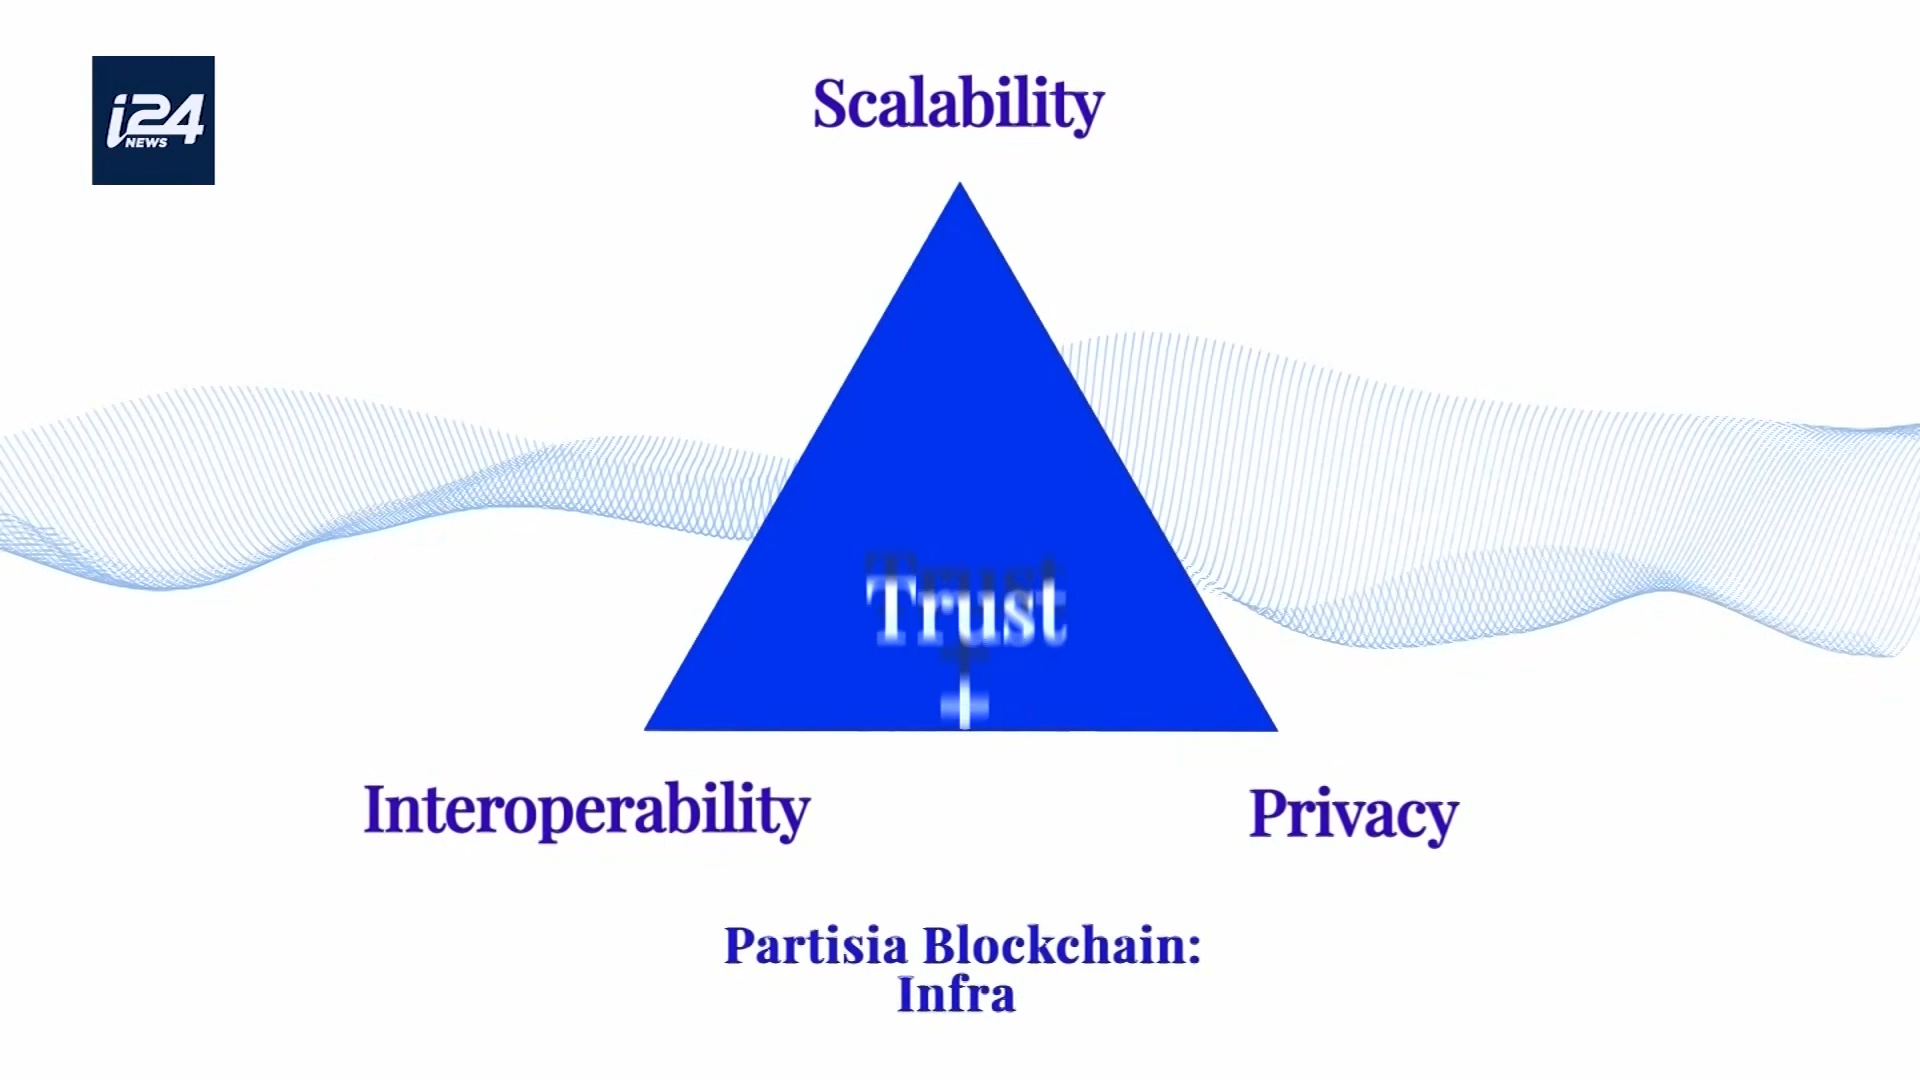 i24
NEWS
Scalability
Trust
+
Interoperability
Privacy
Partisia Blockchain:
Infra